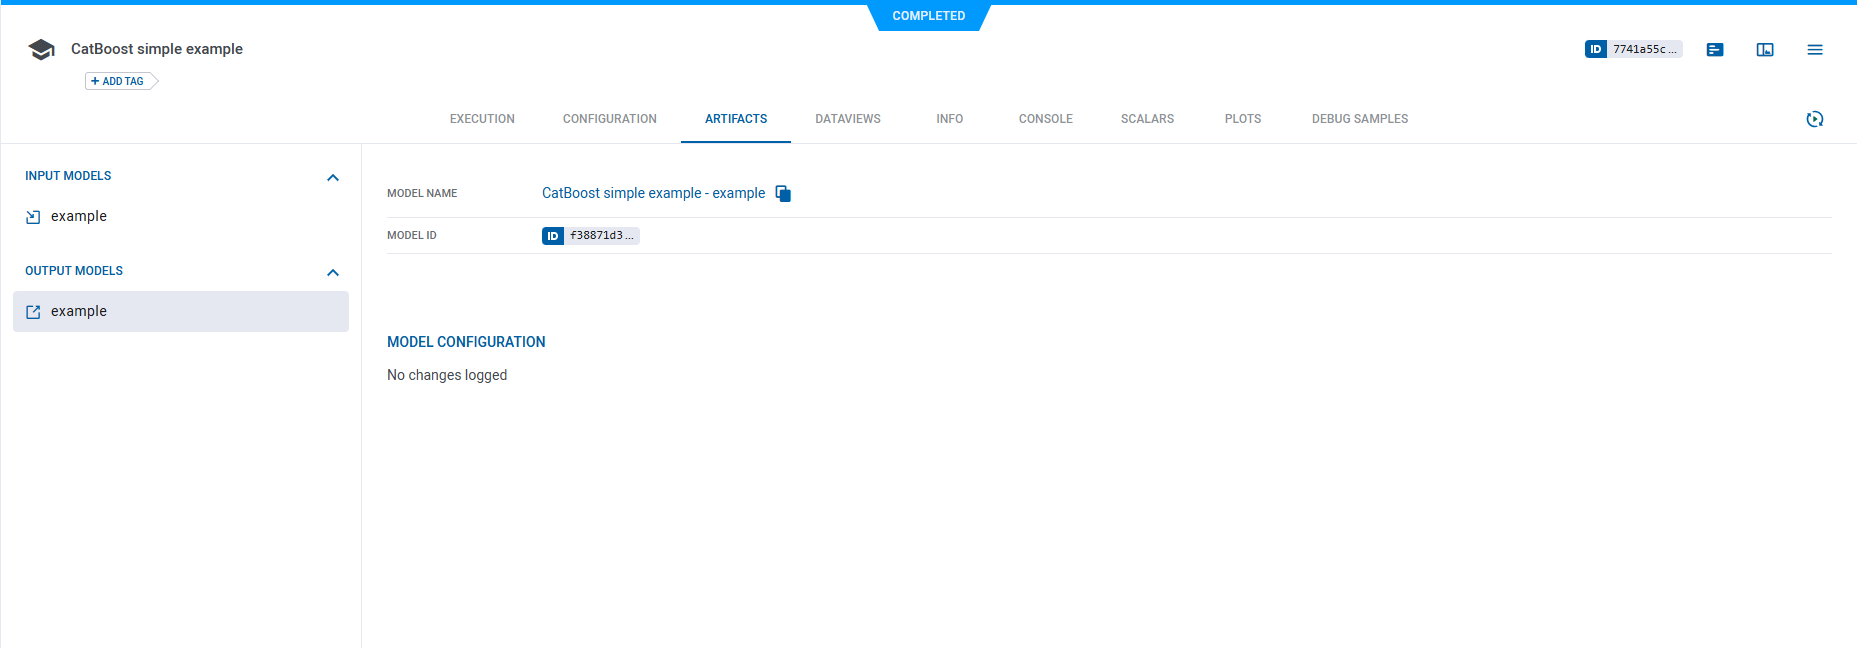 COMPLETED
CatBoost simple example
ID 7741a55c...
+ ADD TAG
EXECUTION CONFIGURATION ARTIFACTS DATAVIEWS INFO CONSOLE SCALARS PLOTS DEBUG SAMPLES
INPUT MODELS
example
OUTPUT MODELS
example
MODEL NAME CatBoost simple example - example
MODEL ID ID f38871d3...
MODEL CONFIGURATION
No changes logged